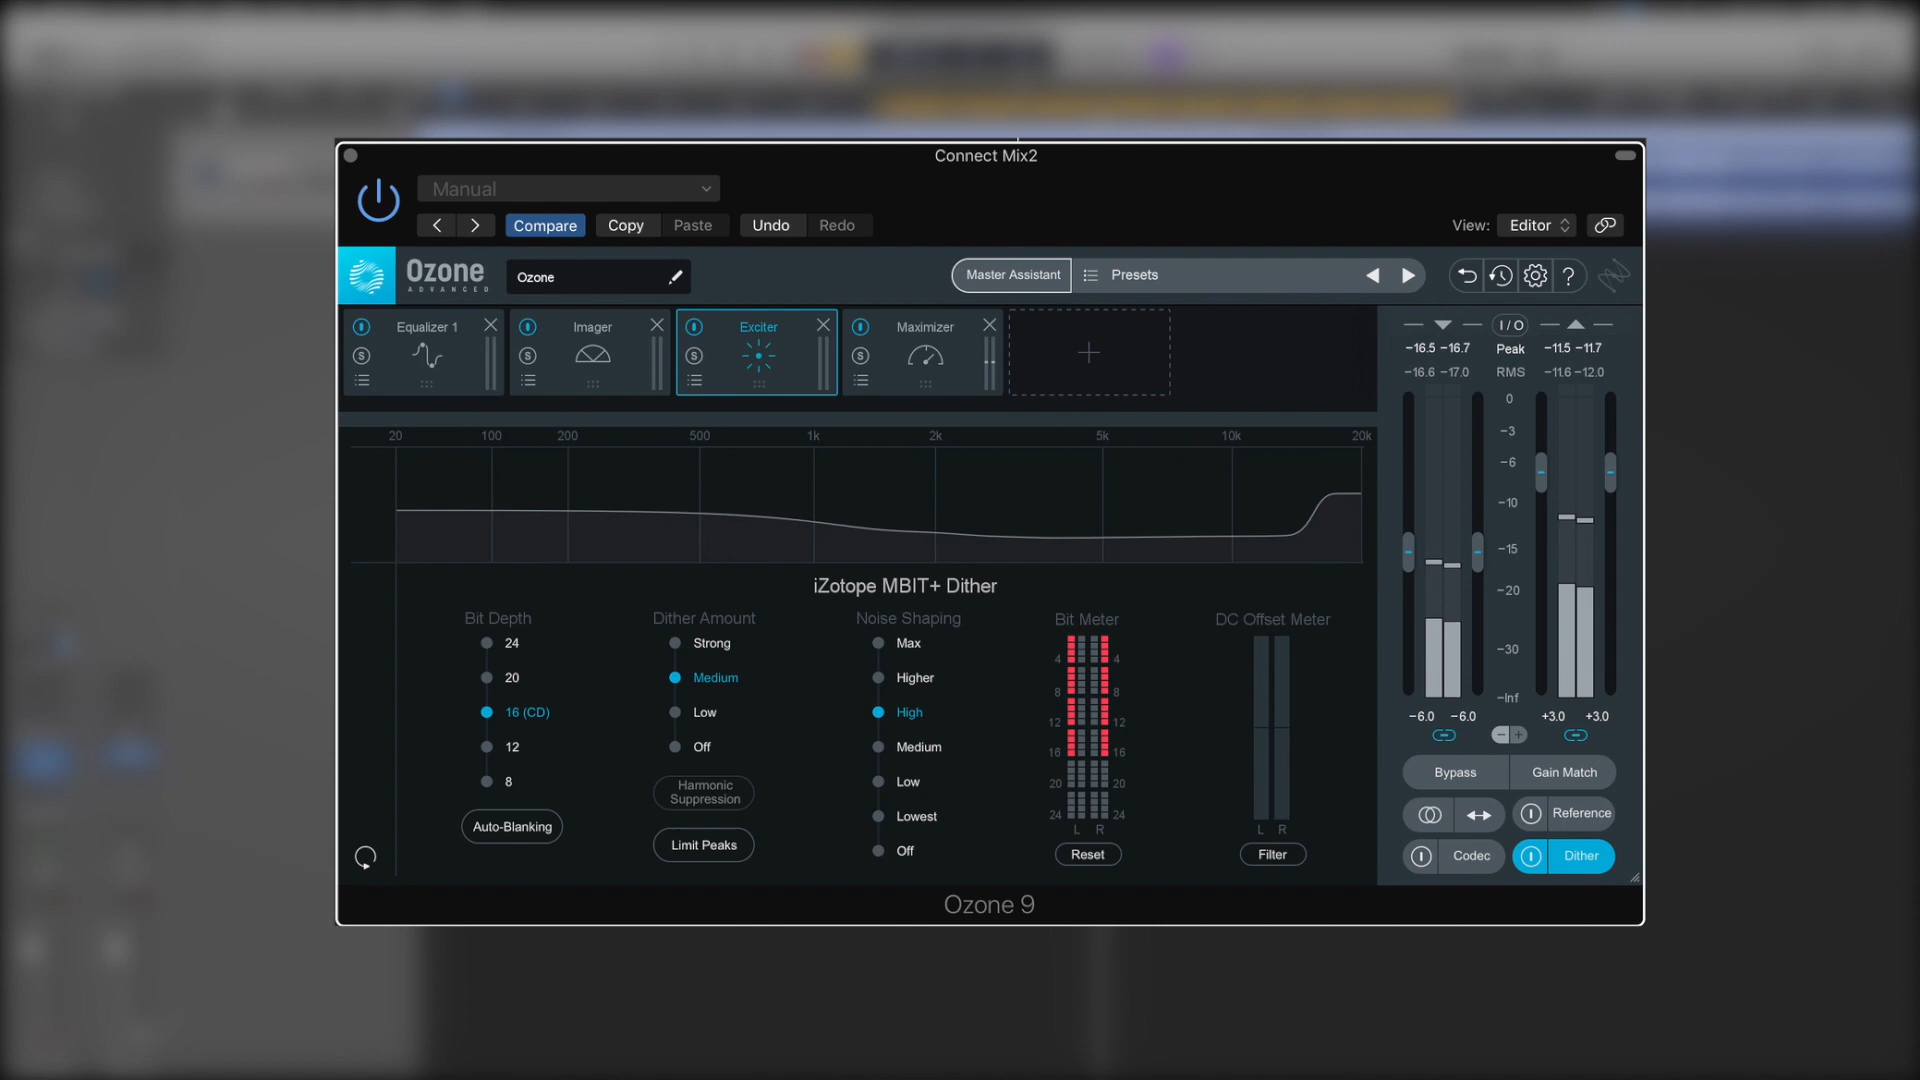 Connect Mix2
Manual
Compare Copy Paste Undo Redo
View: Editor
Ozone
ADVANCED
Ozone
Master Assistant
Presets
?
Equalizer 1
S
Imager
S
Exciter
S
Maximizer
S
I / O
-16.5 -16.7 Peak -11.5 -11.7
-16.6 -17.0 RMS -11.6 -12.0
20 100 200 500 1k 2k 5k 10k 20k
0
-3
-6
-10
-15
-20
-30
-Inf
-6.0 -6.0 +3.0 +3.0
iZotope MBIT+ Dither
Bit Depth
24
20
16 (CD)
12
8
Auto-Blanking
Dither Amount
Strong
Medium
Low
Off
Harmonic
Suppression
Limit Peaks
Noise Shaping
Max
Higher
High
Medium
Low
Lowest
Off
Bit Meter
4 4
8 8
12 12
16 16
20 20
24 24
L R
Reset
DC Offset Meter
L R
Filter
Bypass Gain Match
Reference
Codec
Dither
Ozone 9